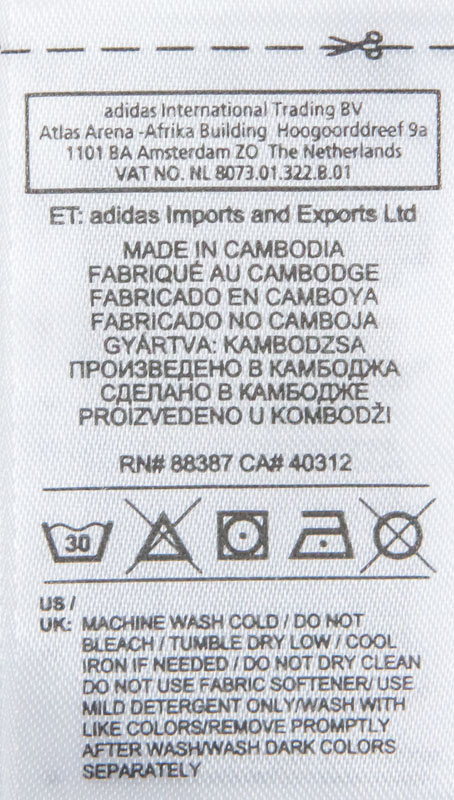 adidas International Trading BV
Atlas Arena -Afrika Building Hoogoorddreef 9a
1101 BA Amsterdam ZO The Netherlands
VAT NO. NL 8073.01.322.B.01
ET: adidas Imports and Exports Ltd
MADE IN CAMBODIA
FABRIQUÉ AU CAMBODGE
FABRICADO EN CAMBOYA
FABRICADO NO CAMBOJA
GYÁRTVA: KAMBODZSA
ПРОИЗВЕДЕНО В КАМБОДЖА
СДЕЛАНО В КАМБОДЖЕ
PROIZVEDENO U KOMBODŽI
RN# 88387 CA# 40312
30
US /
UK: MACHINE WASH COLD / DO NOT
BLEACH / TUMBLE DRY LOW / COOL
IRON IF NEEDED / DO NOT DRY CLEAN
DO NOT USE FABRIC SOFTENER/ USE
MILD DETERGENT ONLY/WASH WITH
LIKE COLORS/REMOVE PROMPTLY
AFTER WASH/WASH DARK COLORS
SEPARATELY